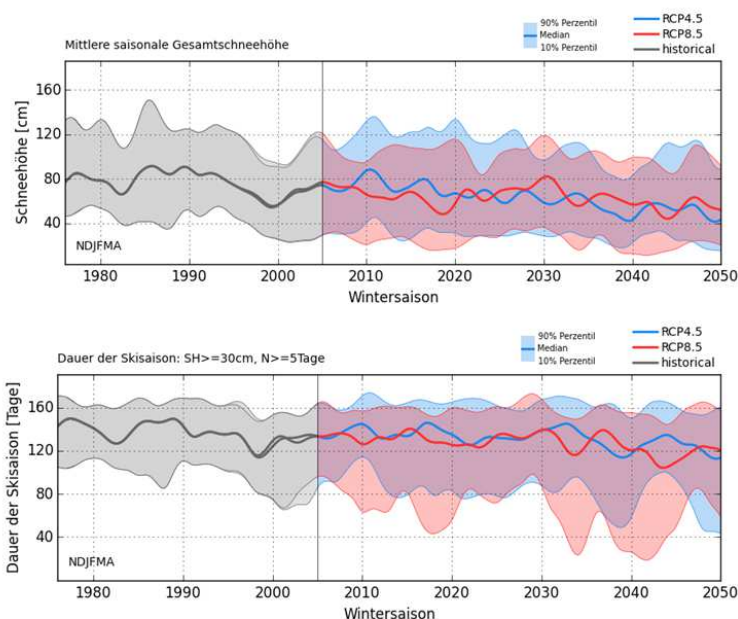 Mittlere saisonale Gesamtschneehöhe
90% Perzentil
Median
10% Perzentil
RCP4.5
RCP8.5
historical
Schneehöhe [cm]
160
120
80
40
NDJFMA
1980 1990 2000 2010 2020 2030 2040 2050
Wintersaison
Dauer der Skisaison: SH>=30cm, N>=5Tage
90% Perzentil
Median
10% Perzentil
RCP4.5
RCP8.5
historical
Dauer der Skisaison [Tage]
160
120
80
40
NDJFMA
1980 1990 2000 2010 2020 2030 2040 2050
Wintersaison